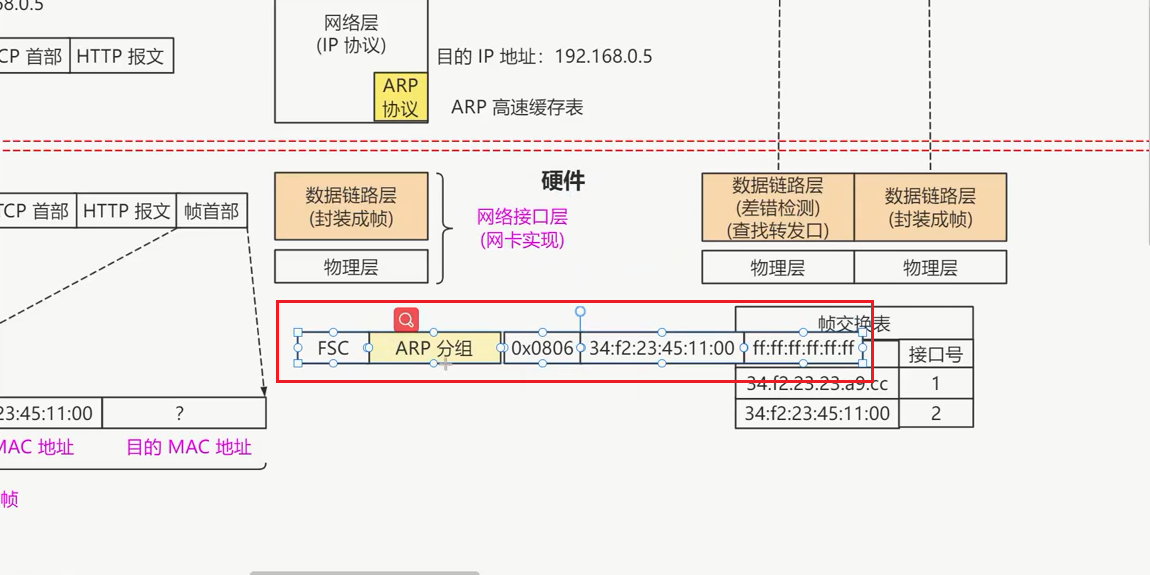 68.0.5
CP 首部 HTTP 报文
网络层
(IP 协议)
目的 IP 地址：192.168.0.5
ARP
协议
ARP 高速缓存表
硬件
TCP 首部 HTTP 报文 帧首部
数据链路层
(封装成帧)
网络接口层
(网卡实现)
物理层
数据链路层
(差错检测)
(查找转发口)
数据链路层
(封装成帧)
物理层
物理层
FSC ARP 分组 0x0806 34:f2:23:45:11:00 ff:ff:ff:ff:ff:ff
帧交换表
接口号
34:f2:23:23:a9:cc 1
34:f2:23:45:11:00 2
23:45:11:00 ?
MAC 地址 目的 MAC 地址
帧